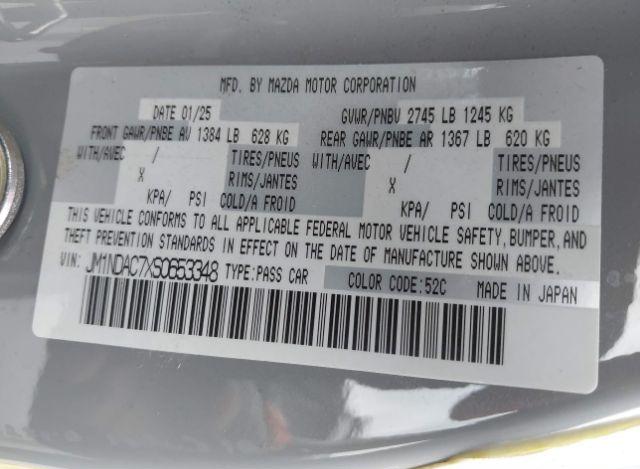 MFD. BY MAZDA MOTOR CORPORATION
DATE 01/25 GVWR/PNBV 2745 LB 1245 KG
FRONT GAWR/PNBE AV 1384 LB 628 KG REAR GAWR/PNBE AR 1367 LB 620 KG
WITH/AVEC / TIRES/PNEUS WITH/AVEC / TIRES/PNEUS
X RIMS/JANTES X RIMS/JANTES
KPA/ PSI COLD/A FROID KPA/ PSI COLD/A FROID
THIS VEHICLE CONFORMS TO ALL APPLICABLE FEDERAL MOTOR VEHICLE SAFETY, BUMPER, AND
THEFT PREVENTION STANDARDS IN EFFECT ON THE DATE OF MANUFACTURE SHOWN ABOVE.
VIN: JM1NDAC7XS0653348 TYPE:PASS CAR COLOR CODE:52C MADE IN JAPAN